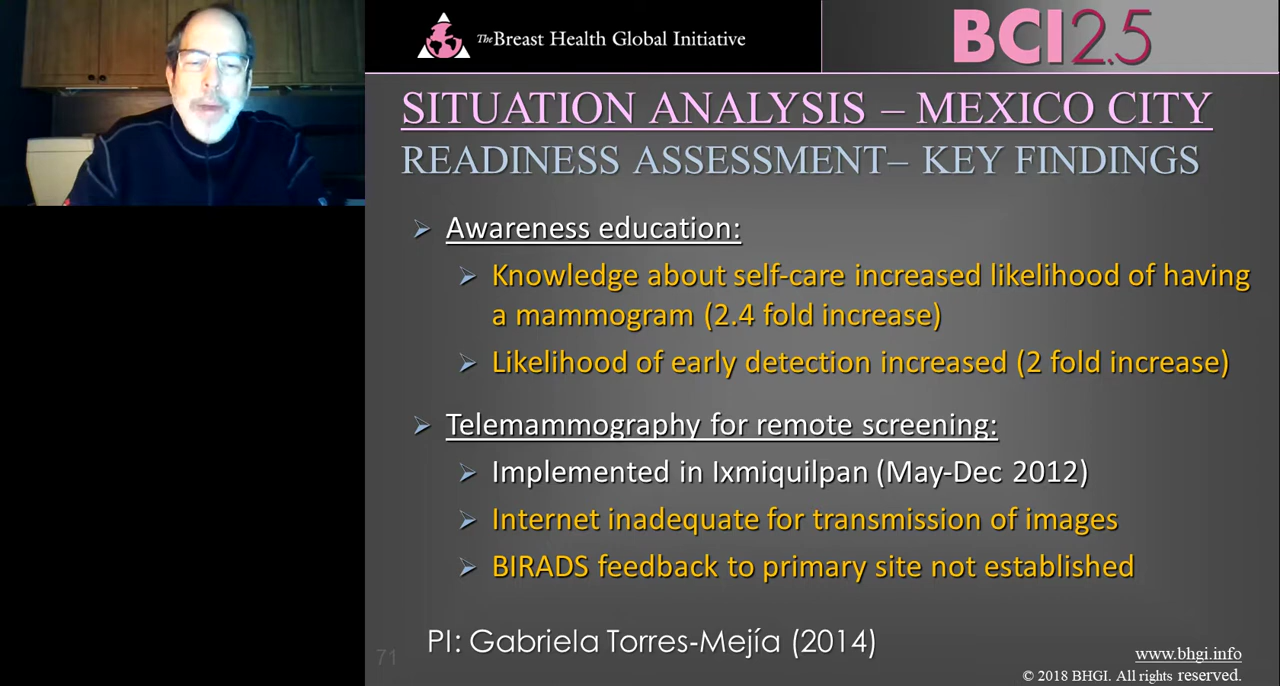 The Breast Health Global Initiative
BCI2.5
SITUATION ANALYSIS – MEXICO CITY
READINESS ASSESSMENT– KEY FINDINGS
Awareness education:
Knowledge about self-care increased likelihood of having
a mammogram (2.4 fold increase)
Likelihood of early detection increased (2 fold increase)
Telemammography for remote screening:
Implemented in Ixmiquilpan (May-Dec 2012)
Internet inadequate for transmission of images
BIRADS feedback to primary site not established
PI: Gabriela Torres-Mejía (2014)
71
www.bhgi.info
© 2018 BHGI. All rights reserved.